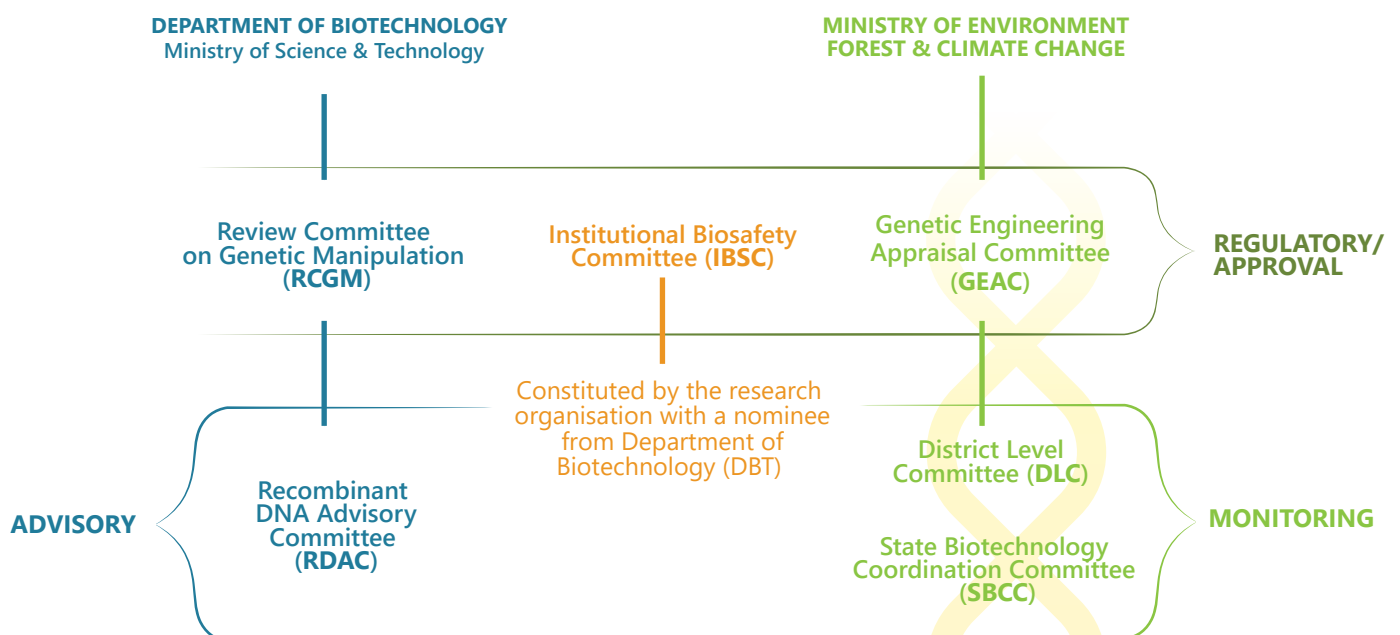 DEPARTMENT OF BIOTECHNOLOGY
Ministry of Science & Technology
MINISTRY OF ENVIRONMENT
FOREST & CLIMATE CHANGE
Review Committee
on Genetic Manipulation
(RCGM)
Institutional Biosafety
Committee (IBSC)
Genetic Engineering
Appraisal Committee
(GEAC)
REGULATORY/
APPROVAL
Constituted by the research
organisation with a nominee
from Department of
Biotechnology (DBT)
ADVISORY
Recombinant
DNA Advisory
Committee
(RDAC)
District Level
Committee (DLC)
State Biotechnology
Coordination Committee
(SBCC)
MONITORING